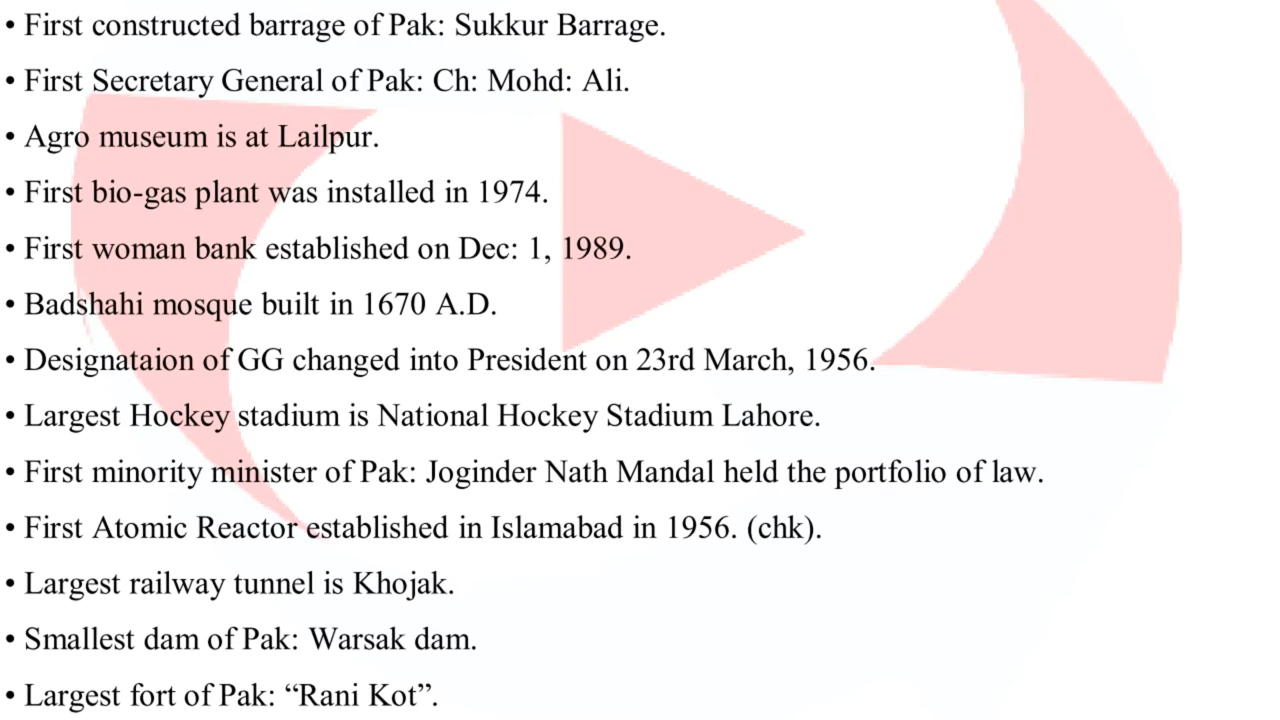 • First constructed barrage of Pak: Sukkur Barrage.
• First Secretary General of Pak: Ch: Mohd: Ali.
• Agro museum is at Lailpur.
• First bio-gas plant was installed in 1974.
• First woman bank established on Dec: 1, 1989.
• Badshahi mosque built in 1670 A.D.
• Designataion of GG changed into President on 23rd March, 1956.
• Largest Hockey stadium is National Hockey Stadium Lahore.
• First minority minister of Pak: Joginder Nath Mandal held the portfolio of law.
• First Atomic Reactor established in Islamabad in 1956. (chk).
• Largest railway tunnel is Khojak.
• Smallest dam of Pak: Warsak dam.
• Largest fort of Pak: “Rani Kot”.